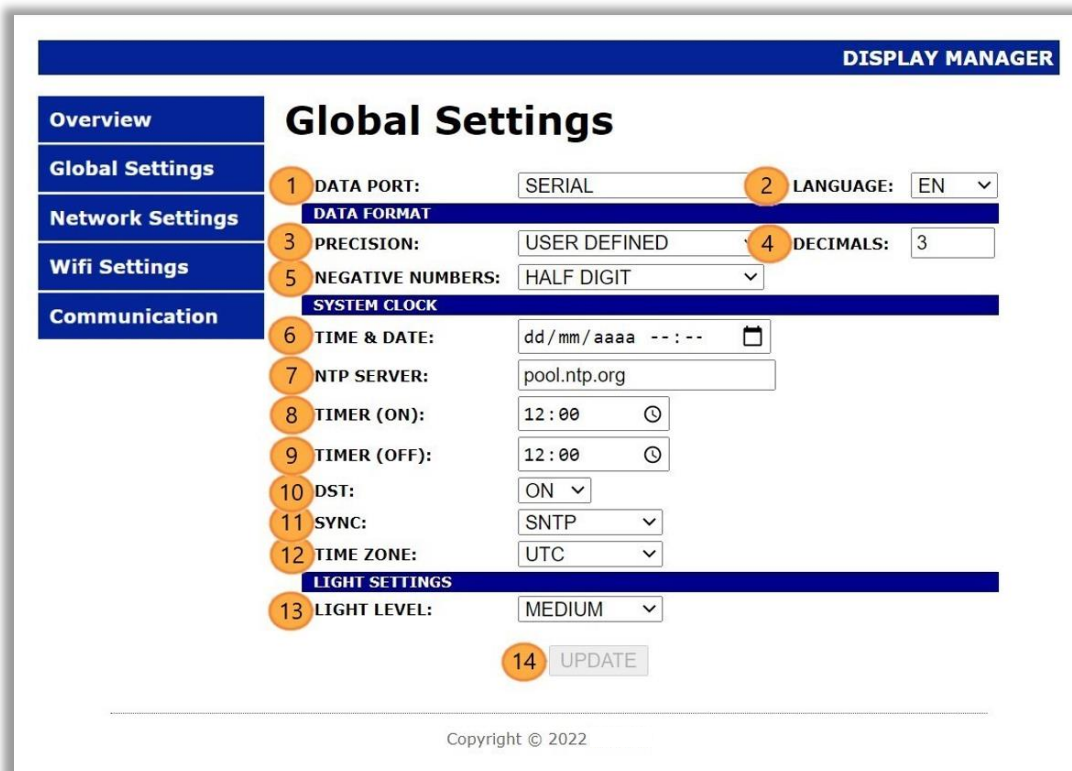 DISPLAY MANAGER
Overview
Global Settings
Network Settings
Wifi Settings
Communication
Global Settings
1 DATA PORT: SERIAL 2 LANGUAGE: EN
DATA FORMAT
3 PRECISION: USER DEFINED 4 DECIMALS: 3
5 NEGATIVE NUMBERS: HALF DIGIT
SYSTEM CLOCK
6 TIME & DATE: dd/mm/aaaa --:--
7 NTP SERVER: pool.ntp.org
8 TIMER (ON): 12:00
9 TIMER (OFF): 12:00
10 DST: ON
11 SYNC: SNTP
12 TIME ZONE: UTC
LIGHT SETTINGS
13 LIGHT LEVEL: MEDIUM
14 UPDATE
Copyright © 2022